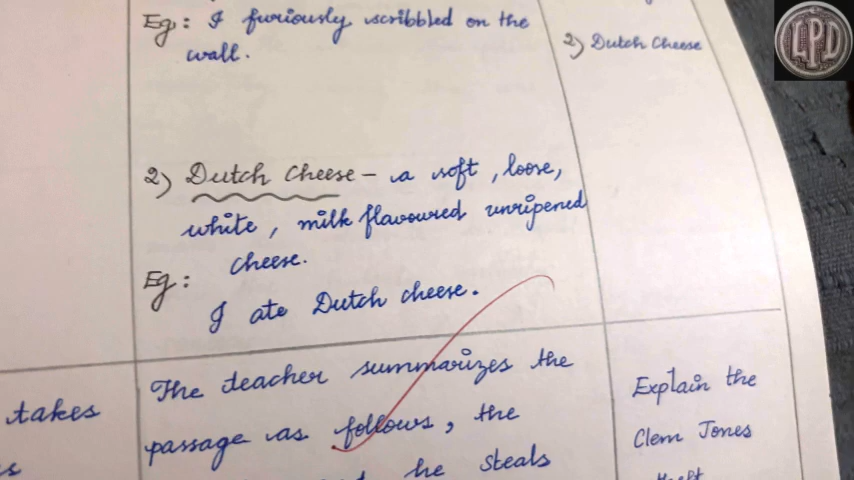 Eg: I furiously scribbled on the
wall.
2) Dutch Cheese
2) Dutch Cheese – a soft, loose,
white, milk flavoured unripened
cheese.
Eg:
I ate Dutch cheese.
takes
The teacher summarizes the
passage as follows, the
he steals
Explain the
Clem Jones
LPD